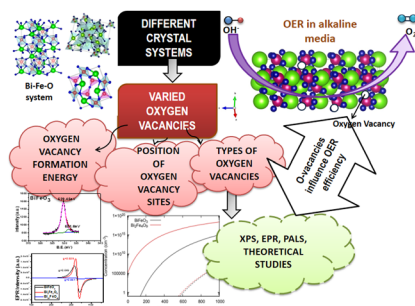 DIFFERENT
CRYSTAL
SYSTEMS
Bi-Fe-O
system
OER in alkaline
media
OH-
O2
Oxygen Vacancy
VARIED
OXYGEN
VACANCIES
OXYGEN
VACANCY
FORMATION
ENERGY
POSITION
OF
OXYGEN
VACANCY
SITES
TYPES OF
OXYGEN
VACANCIES
O-vacancies
influence OER
efficiency
XPS, EPR, PALS,
THEORETICAL
STUDIES
BiFeO3
B.E (eV)
BiFeO3
Bi2Fe4O9